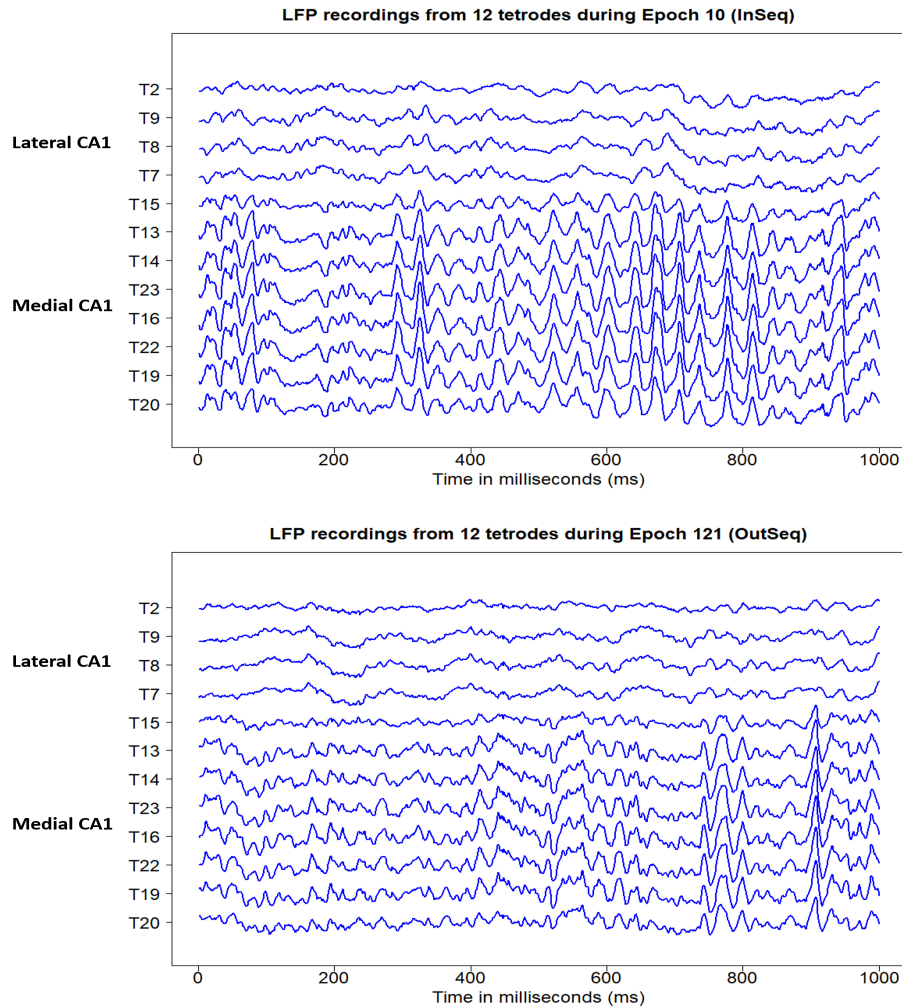 LFP recordings from 12 tetrodes during Epoch 10 (InSeq)
T2
T9
Lateral CA1
T8
T7
T15
T13
T14
T23
Medial CA1
T16
T22
T19
T20
0 200 400 600 800 1000
Time in milliseconds (ms)
LFP recordings from 12 tetrodes during Epoch 121 (OutSeq)
T2
T9
Lateral CA1
T8
T7
T15
T13
T14
T23
Medial CA1
T16
T22
T19
T20
0 200 400 600 800 1000
Time in milliseconds (ms)